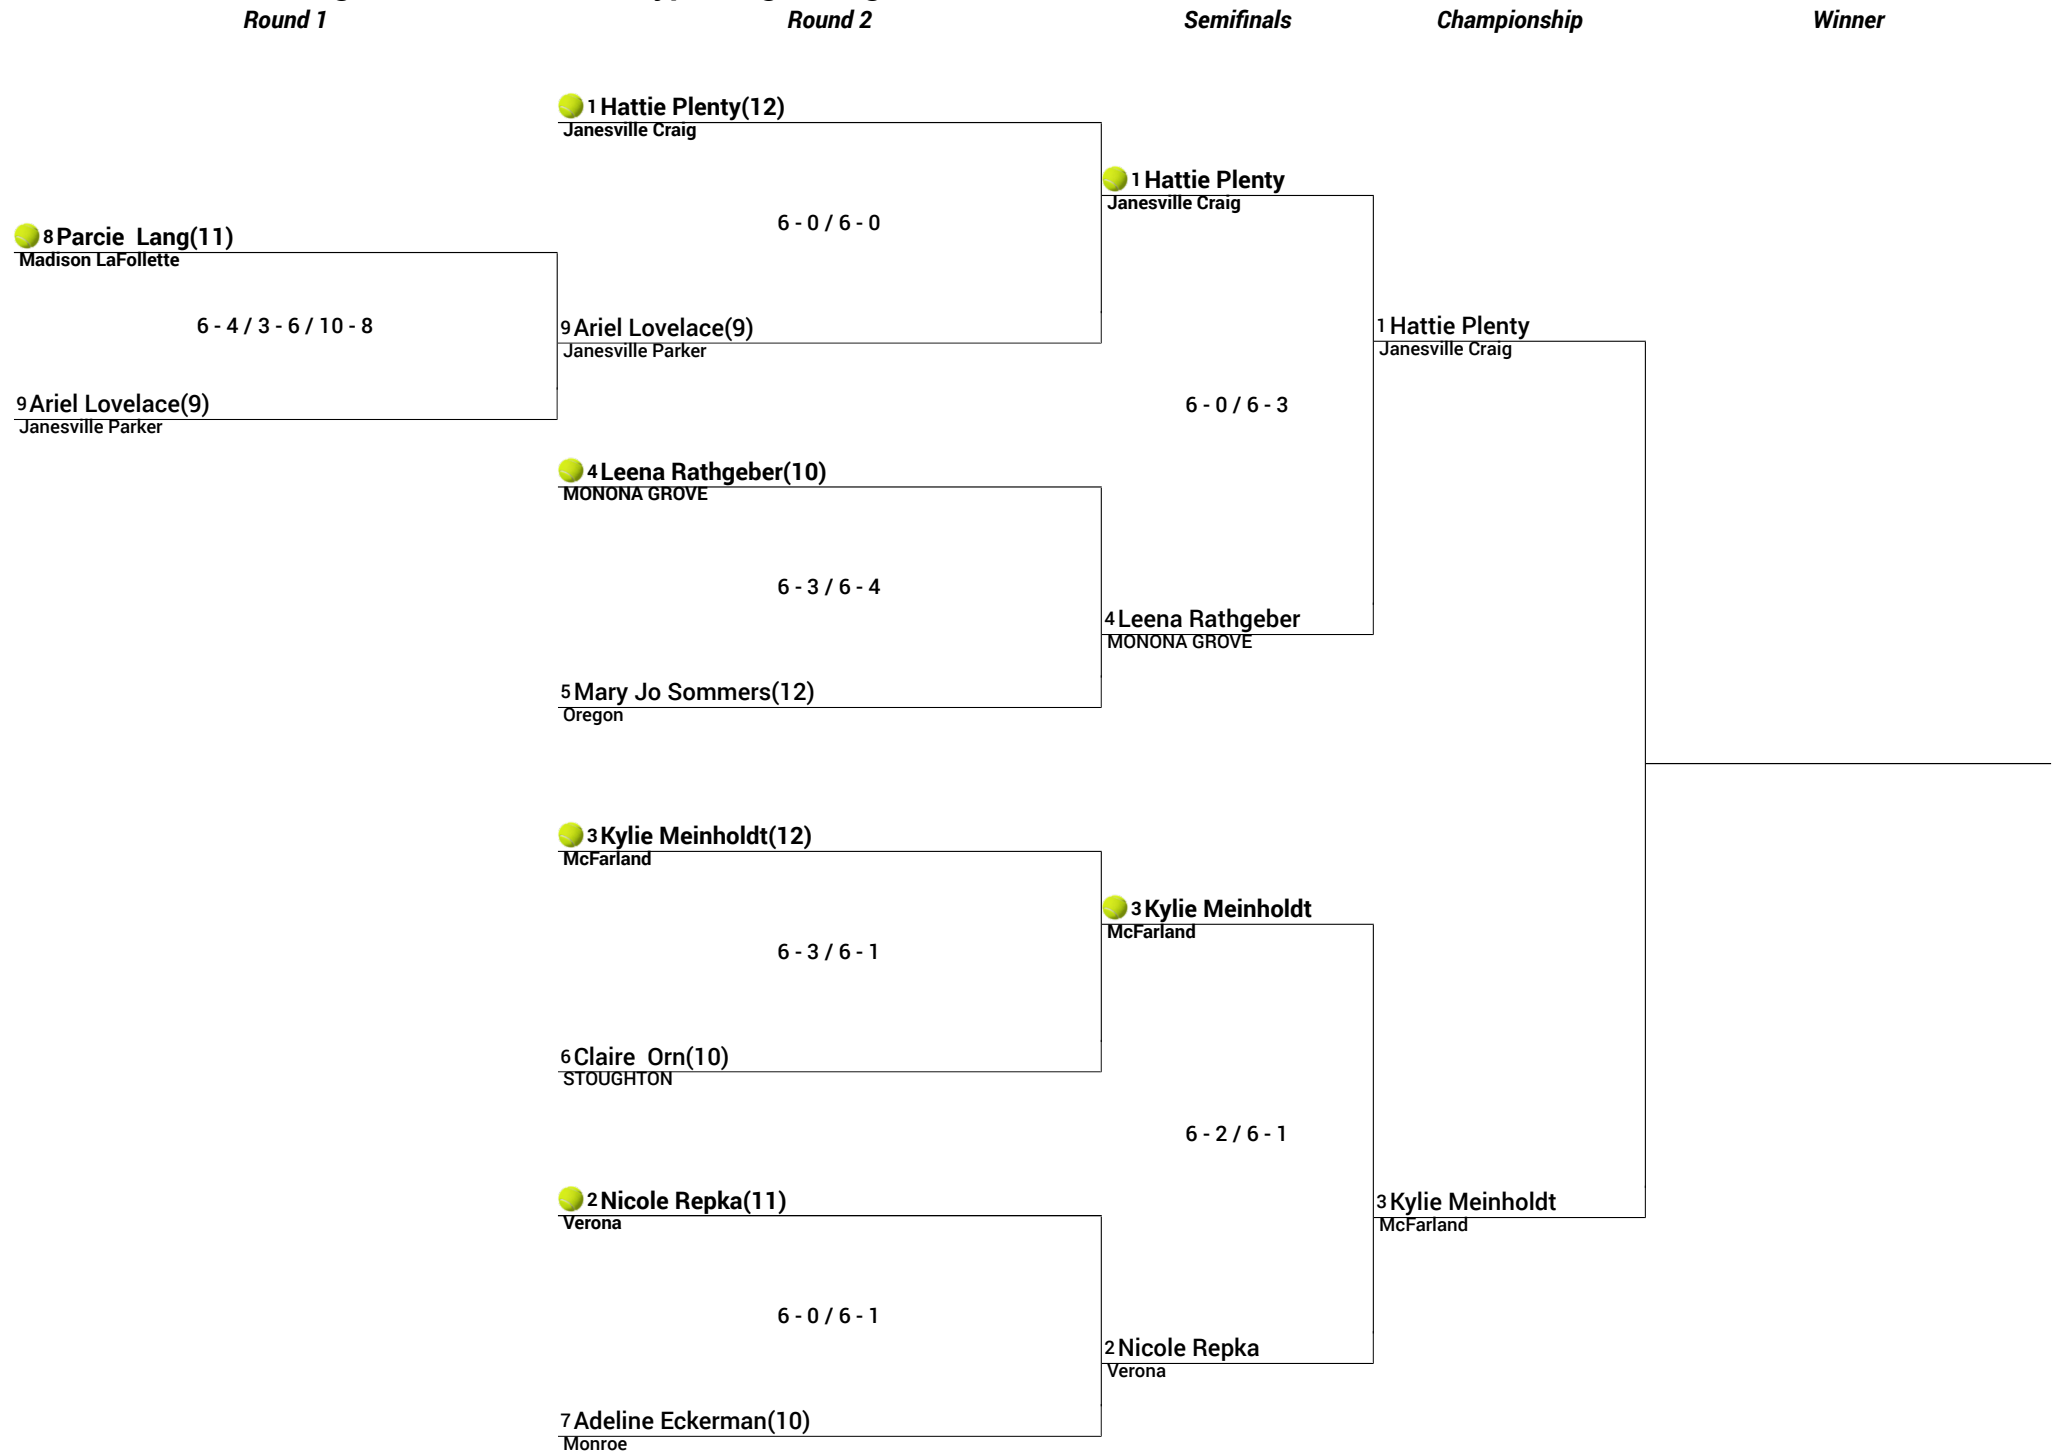 Round 1
Round 2
Semifinals
Championship
Winner
1 Hattie Plenty(12)
Janesville Craig
1 Hattie Plenty
Janesville Craig
6 - 0 / 6 - 0
8 Parcie  Lang(11)
Madison LaFollette
6 - 4 / 3 - 6 / 10 - 8
9 Ariel Lovelace(9)
Janesville Parker
1 Hattie Plenty
Janesville Craig
9 Ariel Lovelace(9)
Janesville Parker
6 - 0 / 6 - 3
4 Leena Rathgeber(10)
MONONA GROVE
6 - 3 / 6 - 4
4 Leena Rathgeber
MONONA GROVE
5 Mary Jo Sommers(12)
Oregon
3 Kylie Meinholdt(12)
McFarland
3 Kylie Meinholdt
McFarland
6 - 3 / 6 - 1
6 Claire  Orn(10)
STOUGHTON
6 - 2 / 6 - 1
2 Nicole Repka(11)
Verona
3 Kylie Meinholdt
McFarland
6 - 0 / 6 - 1
2 Nicole Repka
Verona
7 Adeline Eckerman(10)
Monroe